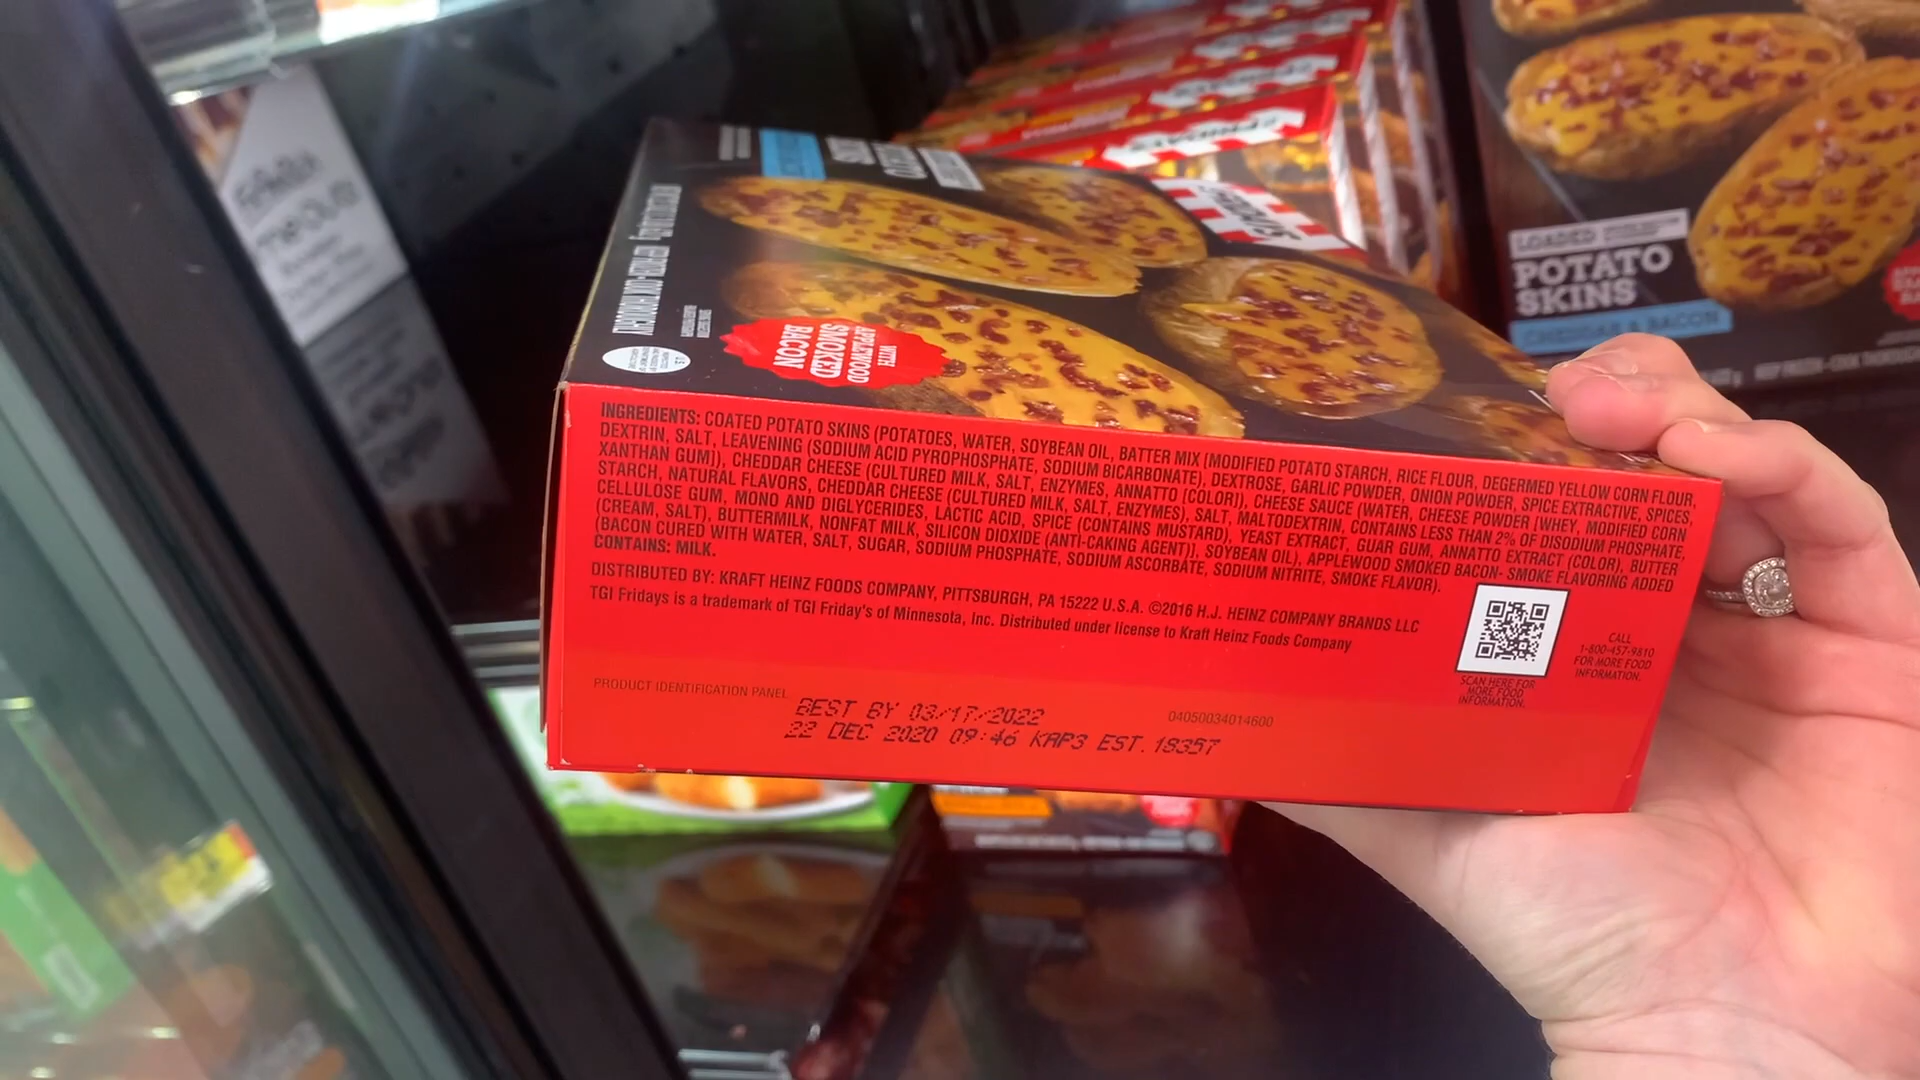 WITH
APPLEWOOD
SMOKED
BACON
LOADED
POTATO
SKINS
CHEDDAR & BACON
INGREDIENTS: COATED POTATO SKINS (POTATOES, WATER, SOYBEAN OIL, BATTER MIX [MODIFIED POTATO STARCH, RICE FLOUR, DEGERMED YELLOW CORN FLOUR,
DEXTRIN, SALT, LEAVENING (SODIUM ACID PYROPHOSPHATE, SODIUM BICARBONATE), DEXTROSE, GARLIC POWDER, ONION POWDER, SPICE EXTRACTIVE, SPICES,
XANTHAN GUM]), CHEDDAR CHEESE (CULTURED MILK, SALT, ENZYMES, ANNATTO [COLOR]), CHEESE SAUCE (WATER, CHEESE POWDER [WHEY, MODIFIED CORN
STARCH, NATURAL FLAVORS, CHEDDAR CHEESE (CULTURED MILK, SALT, ENZYMES), SALT, MALTODEXTRIN, CONTAINS LESS THAN 2% OF DISODIUM PHOSPHATE,
CELLULOSE GUM, MONO AND DIGLYCERIDES, LACTIC ACID, SPICE (CONTAINS MUSTARD), YEAST EXTRACT, GUAR GUM, ANNATTO EXTRACT (COLOR), BUTTER
(CREAM, SALT), BUTTERMILK, NONFAT MILK, SILICON DIOXIDE (ANTI-CAKING AGENT)], SOYBEAN OIL), APPLEWOOD SMOKED BACON- SMOKE FLAVORING ADDED
(BACON CURED WITH WATER, SALT, SUGAR, SODIUM PHOSPHATE, SODIUM ASCORBATE, SODIUM NITRITE, SMOKE FLAVOR).
CONTAINS: MILK.
DISTRIBUTED BY: KRAFT HEINZ FOODS COMPANY, PITTSBURGH, PA 15222 U.S.A. ©2016 H.J. HEINZ COMPANY BRANDS LLC
TGI Fridays is a trademark of TGI Friday's of Minnesota, Inc. Distributed under license to Kraft Heinz Foods Company
CALL
1-800-457-9810
FOR MORE FOOD
INFORMATION.
SCAN HERE FOR
MORE FOOD
INFORMATION.
PRODUCT IDENTIFICATION PANEL
BEST BY 03/17/2022
04050034014600
22 DEC 2020 09:46 KAP3 EST.18357